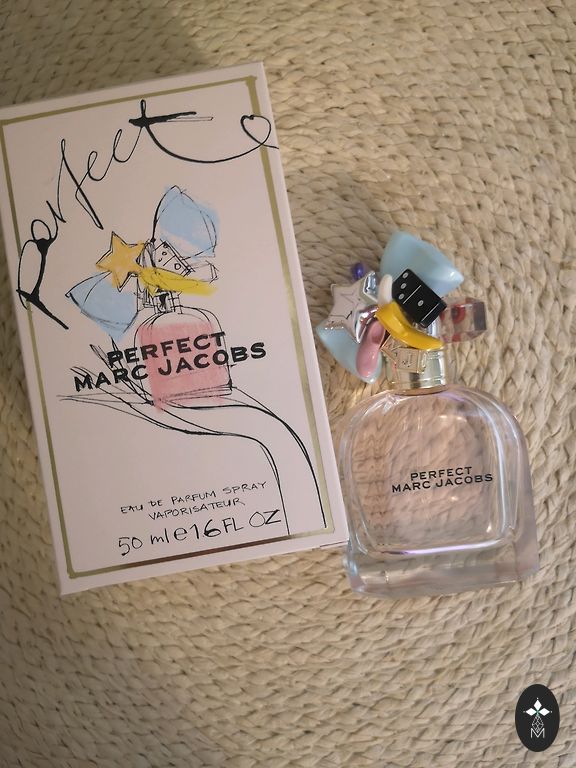 perfect
PERFECT
MARC JACOBS
EAU DE PARFUM SPRAY
VAPORISATEUR
50 ml e 1.6 FL OZ
PERFECT
MARC JACOBS
M